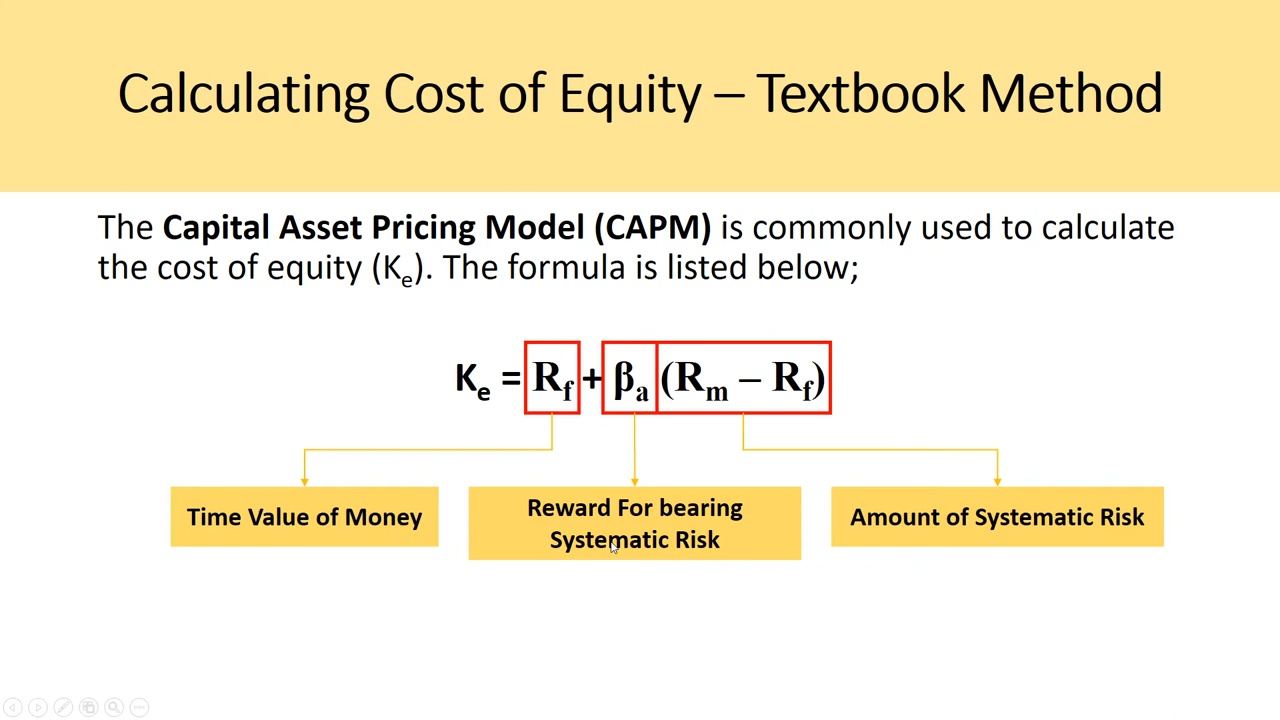 Calculating Cost of Equity – Textbook Method
The Capital Asset Pricing Model (CAPM) is commonly used to calculate
the cost of equity (Ke). The formula is listed below;
Ke = Rf + βa (Rm – Rf)
Time Value of Money
Reward For bearing
Systematic Risk
Amount of Systematic Risk